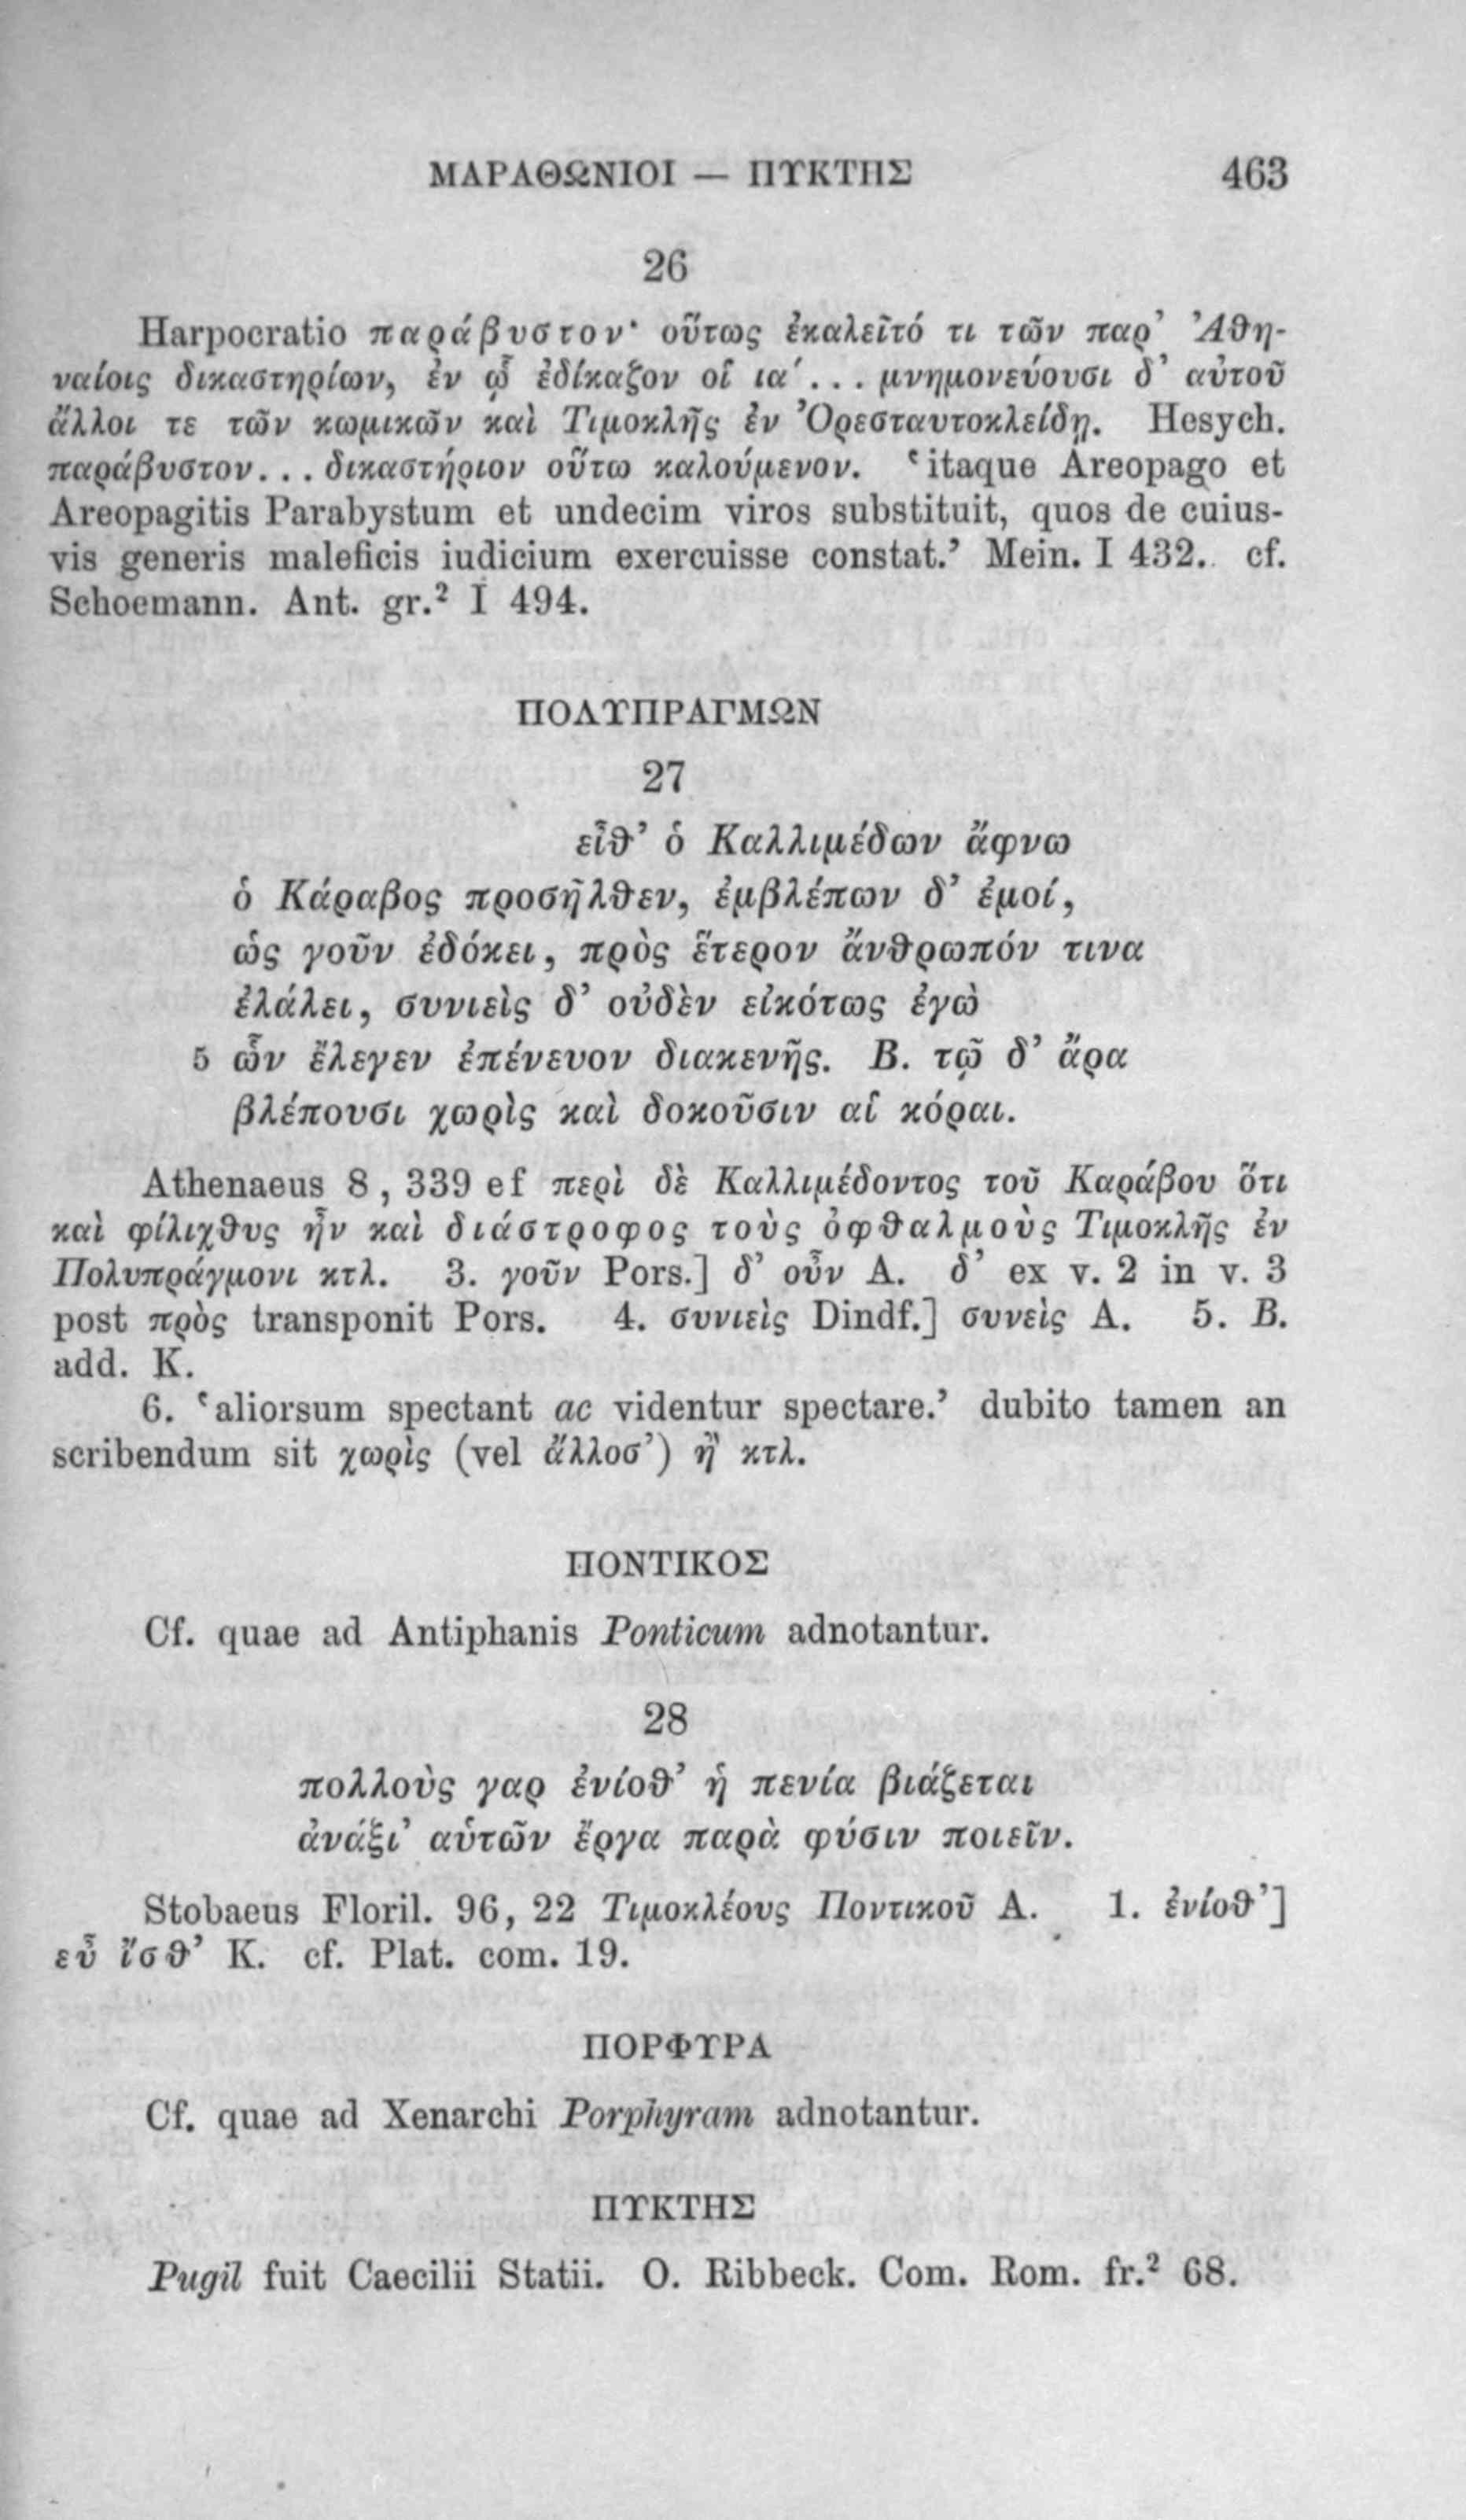 ΜΑΡΑΘΩΝΙΟΙ — ΠΥΚΤΗΣ 463
26
Harpocratio παράβυστον· οὕτως ἐκαλεῖτό τι τῶν παρ’ Ἀθη-
ναίοις δικαστηρίων, ἐν ᾧ ἐδίκαζον οἱ ια΄... μνημονεύουσι δ’ αὐτοῦ
ἄλλοι τε τῶν κωμικῶν καὶ Τιμοκλῆς ἐν Ὀρεσταυτοκλείδῃ. Hesych.
παράβυστον... δικαστήριον οὕτω καλούμενον. ‘itaque Areopago et
Areopagitis Parabystum et undecim viros substituit, quos de cuius-
vis generis maleficis iudicium exercuisse constat.’ Mein. I 432. cf.
Schoemann. Ant. gr.² I 494.
ΠΟΛΥΠΡΑΓΜΩΝ
27
εἶθ’ ὁ Καλλιμέδων ἄφνω
ὁ Κάραβος προσῆλθεν, ἐμβλέπων δ’ ἐμοί,
ὡς γοῦν ἐδόκει, πρὸς ἕτερον ἄνθρωπόν τινα
ἐλάλει, συνιεὶς δ’ οὐδὲν εἰκότως ἐγὼ
5 ὧν ἔλεγεν ἐπένευον διακενῆς. B. τῷ δ’ ἄρα
βλέπουσι χωρὶς καὶ δοκοῦσιν αἱ κόραι.
Athenaeus 8, 339 ef περὶ δὲ Καλλιμέδοντος τοῦ Καράβου ὅτι
καὶ φίλιχθυς ἦν καὶ διάστροφος τοὺς ὀφθαλμοὺς Τιμοκλῆς ἐν
Πολυπράγμονι κτλ. 3. γοῦν Pors.] δ’ οὖν A. δ’ ex v. 2 in v. 3
post πρὸς transponit Pors. 4. συνιεὶς Dindf.] συνεὶς A. 5. B.
add. K.
6. ‘aliorsum spectant ac videntur spectare.’ dubito tamen an
scribendum sit χωρὶς (vel ἄλλοσ’) ἢ κτλ.
ΠΟΝΤΙΚΟΣ
Cf. quae ad Antiphanis Ponticum adnotantur.
28
πολλοὺς γαρ ἐνίοθ’ ἡ πενία βιάζεται
ἀνάξι’ αὑτῶν ἔργα παρὰ φύσιν ποιεῖν.
Stobaeus Floril. 96, 22 Τιμοκλέους Ποντικοῦ A. 1. ἐνίοθ’]
εὖ ἴσθ’ K. cf. Plat. com. 19.
ΠΟΡΦΥΡΑ
Cf. quae ad Xenarchi Porphyram adnotantur.
ΠΥΚΤΗΣ
Pugil fuit Caecilii Statii. O. Ribbeck. Com. Rom. fr.² 68.